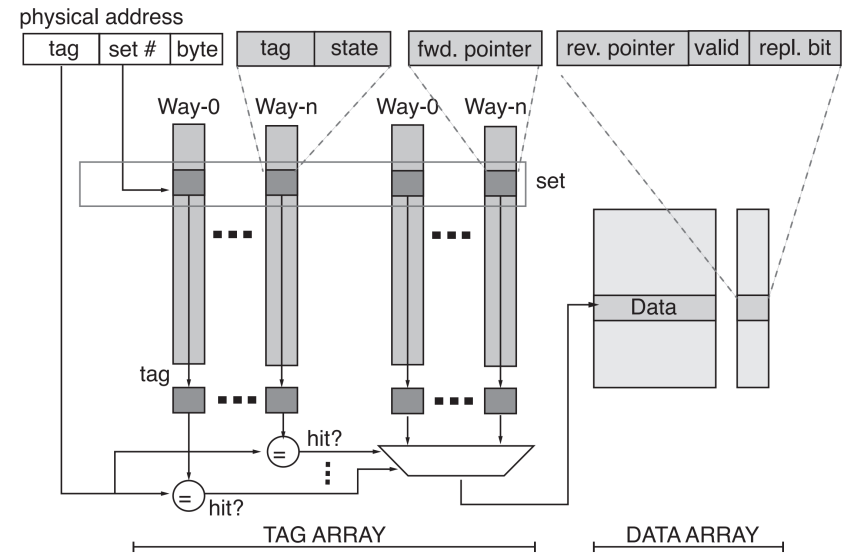 physical address
tag set # byte tag state fwd. pointer rev. pointer valid repl. bit
Way-0 Way-n Way-0 Way-n
set
Data
tag
hit?
=
=
hit?
TAG ARRAY DATA ARRAY